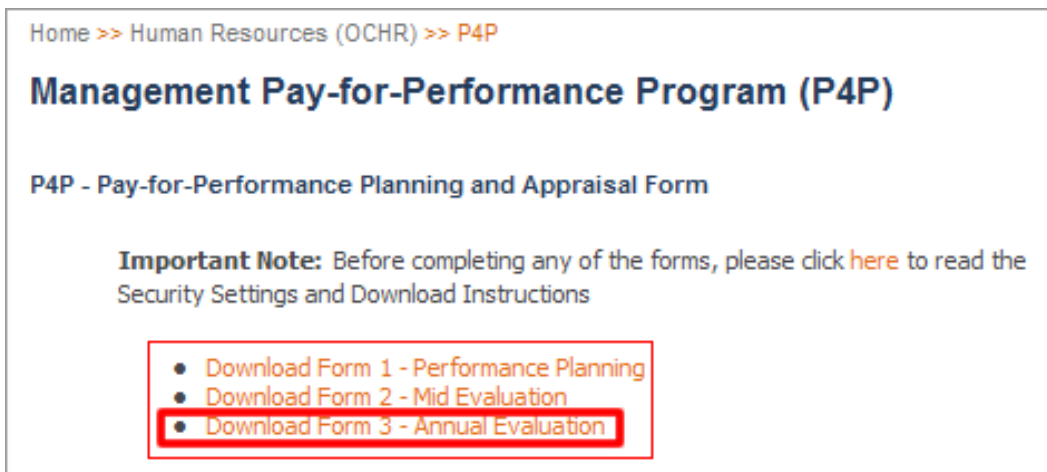 Home >> Human Resources (OCHR) >> P4P
Management Pay-for-Performance Program (P4P)
P4P - Pay-for-Performance Planning and Appraisal Form
Important Note: Before completing any of the forms, please click here to read the
Security Settings and Download Instructions
• Download Form 1 - Performance Planning
• Download Form 2 - Mid Evaluation
• Download Form 3 - Annual Evaluation